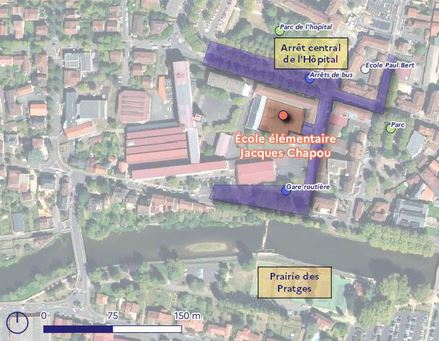 Parc de l'hopital
Arrêt central
de l'Hôpital
Ecole Paul Bert
Arrêts de bus
Parc
École élémentaire
Jacques Chapou
Gare routière
Prairie des
Pratges
0 75 150 m